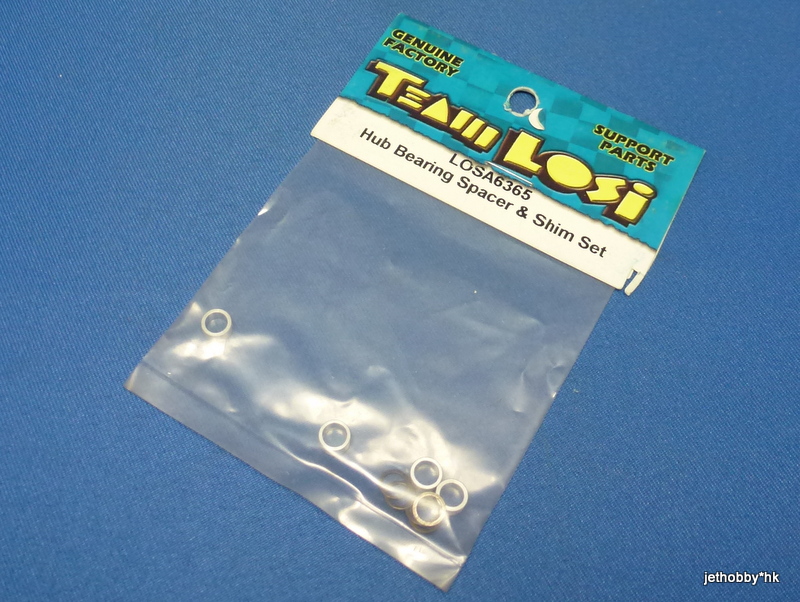 GENUINE
FACTORY
TEAM LOSI
SUPPORT
PARTS
LOSA6365
Hub Bearing Spacer & Shim Set
jethobby*hk